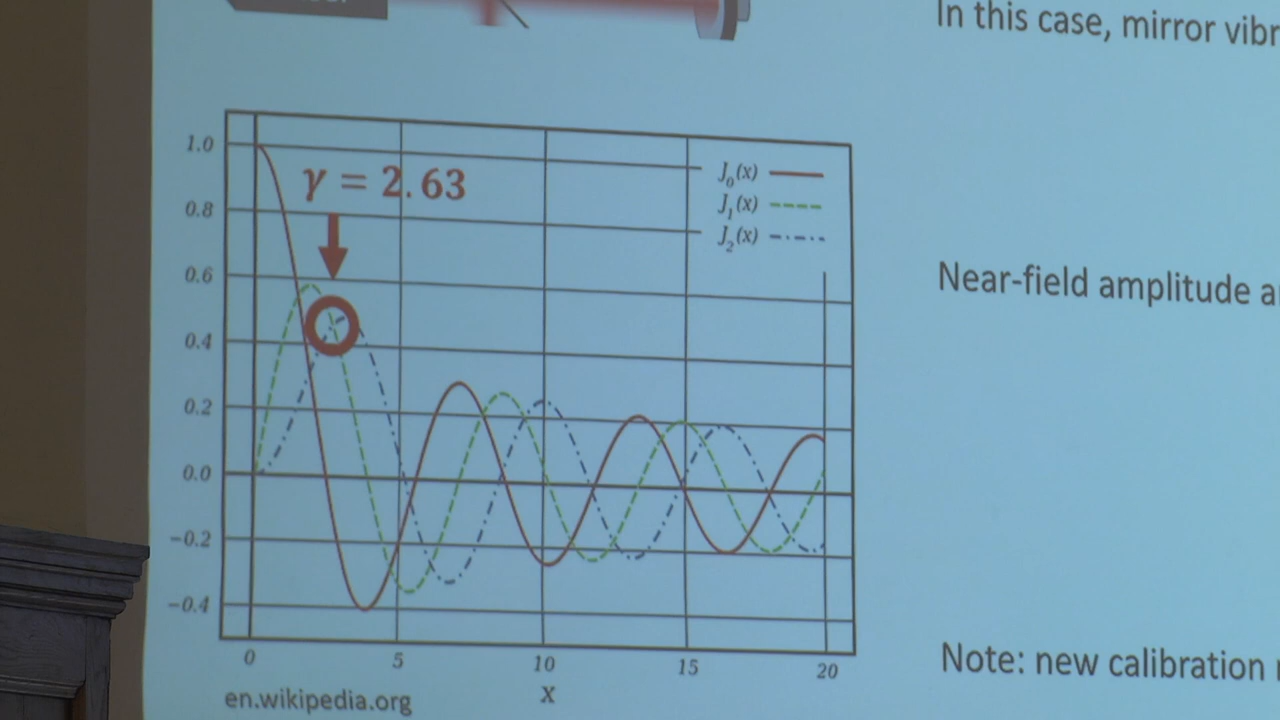 In this case, mirror
1.0
0.8
0.6
0.4
0.2
0.0
−0.2
−0.4
γ = 2.63
J₀(x)
J₁(x)
J₂(x)
0 5 10 15 20
x
en.wikipedia.org
Near-field amplitude
Note: new calibration